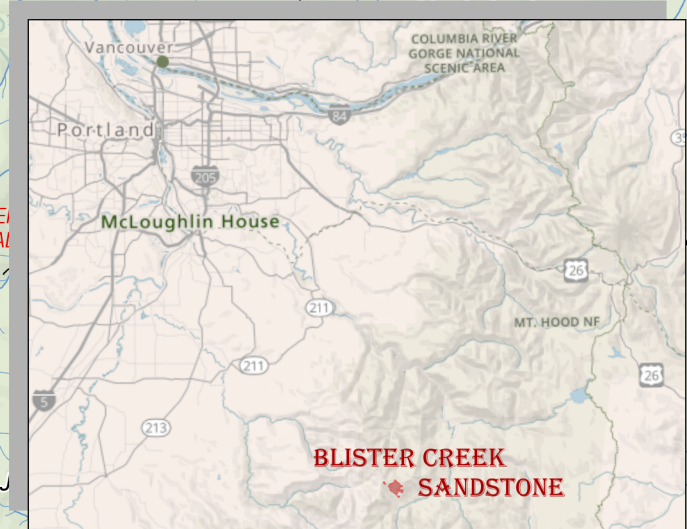 COLUMBIA RIVER
GORGE NATIONAL
SCENIC AREA
Vancouver
84
Portland
205
McLoughlin House
26
211
MT. HOOD NF
211
26
5
213
BLISTER CREEK
SANDSTONE